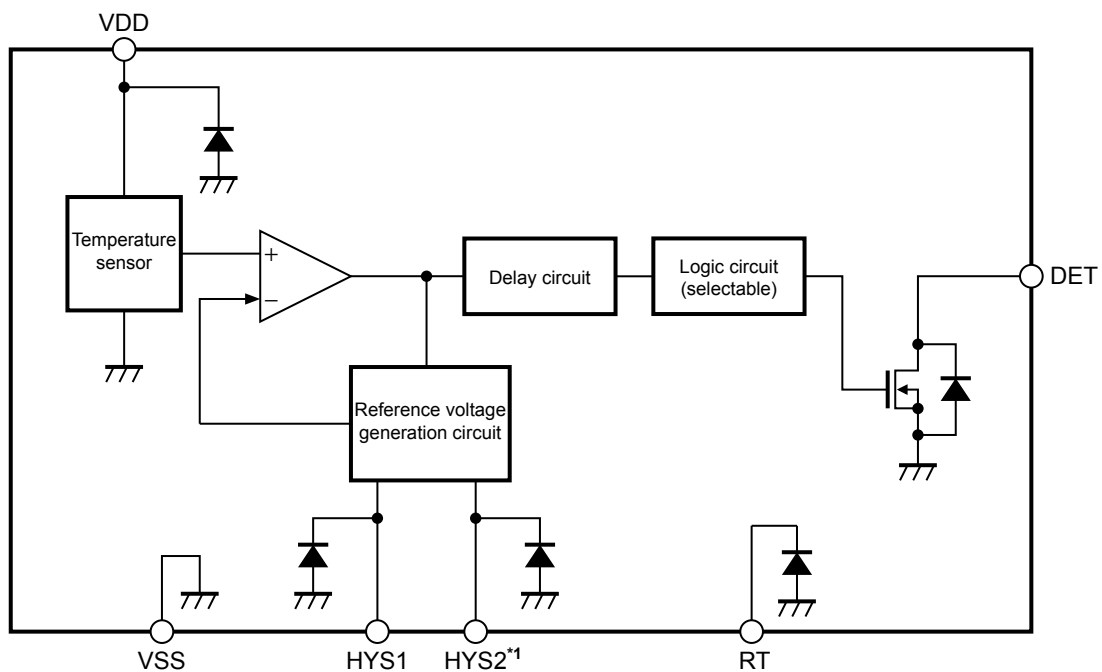 VDD
Temperature
sensor
+
−
Delay circuit
Logic circuit
(selectable)
DET
Reference voltage
generation circuit
VSS
HYS1
HYS2*1
RT